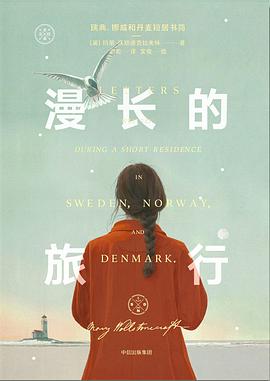 瑞典、挪威和丹麦短居书简
LETTERS
漫长的
DURING A SHORT RESIDENCE
IN
SWEDEN, NORWAY,
AND
旅行
DENMARK.
Mary Wollstonecraft
中信出版集团